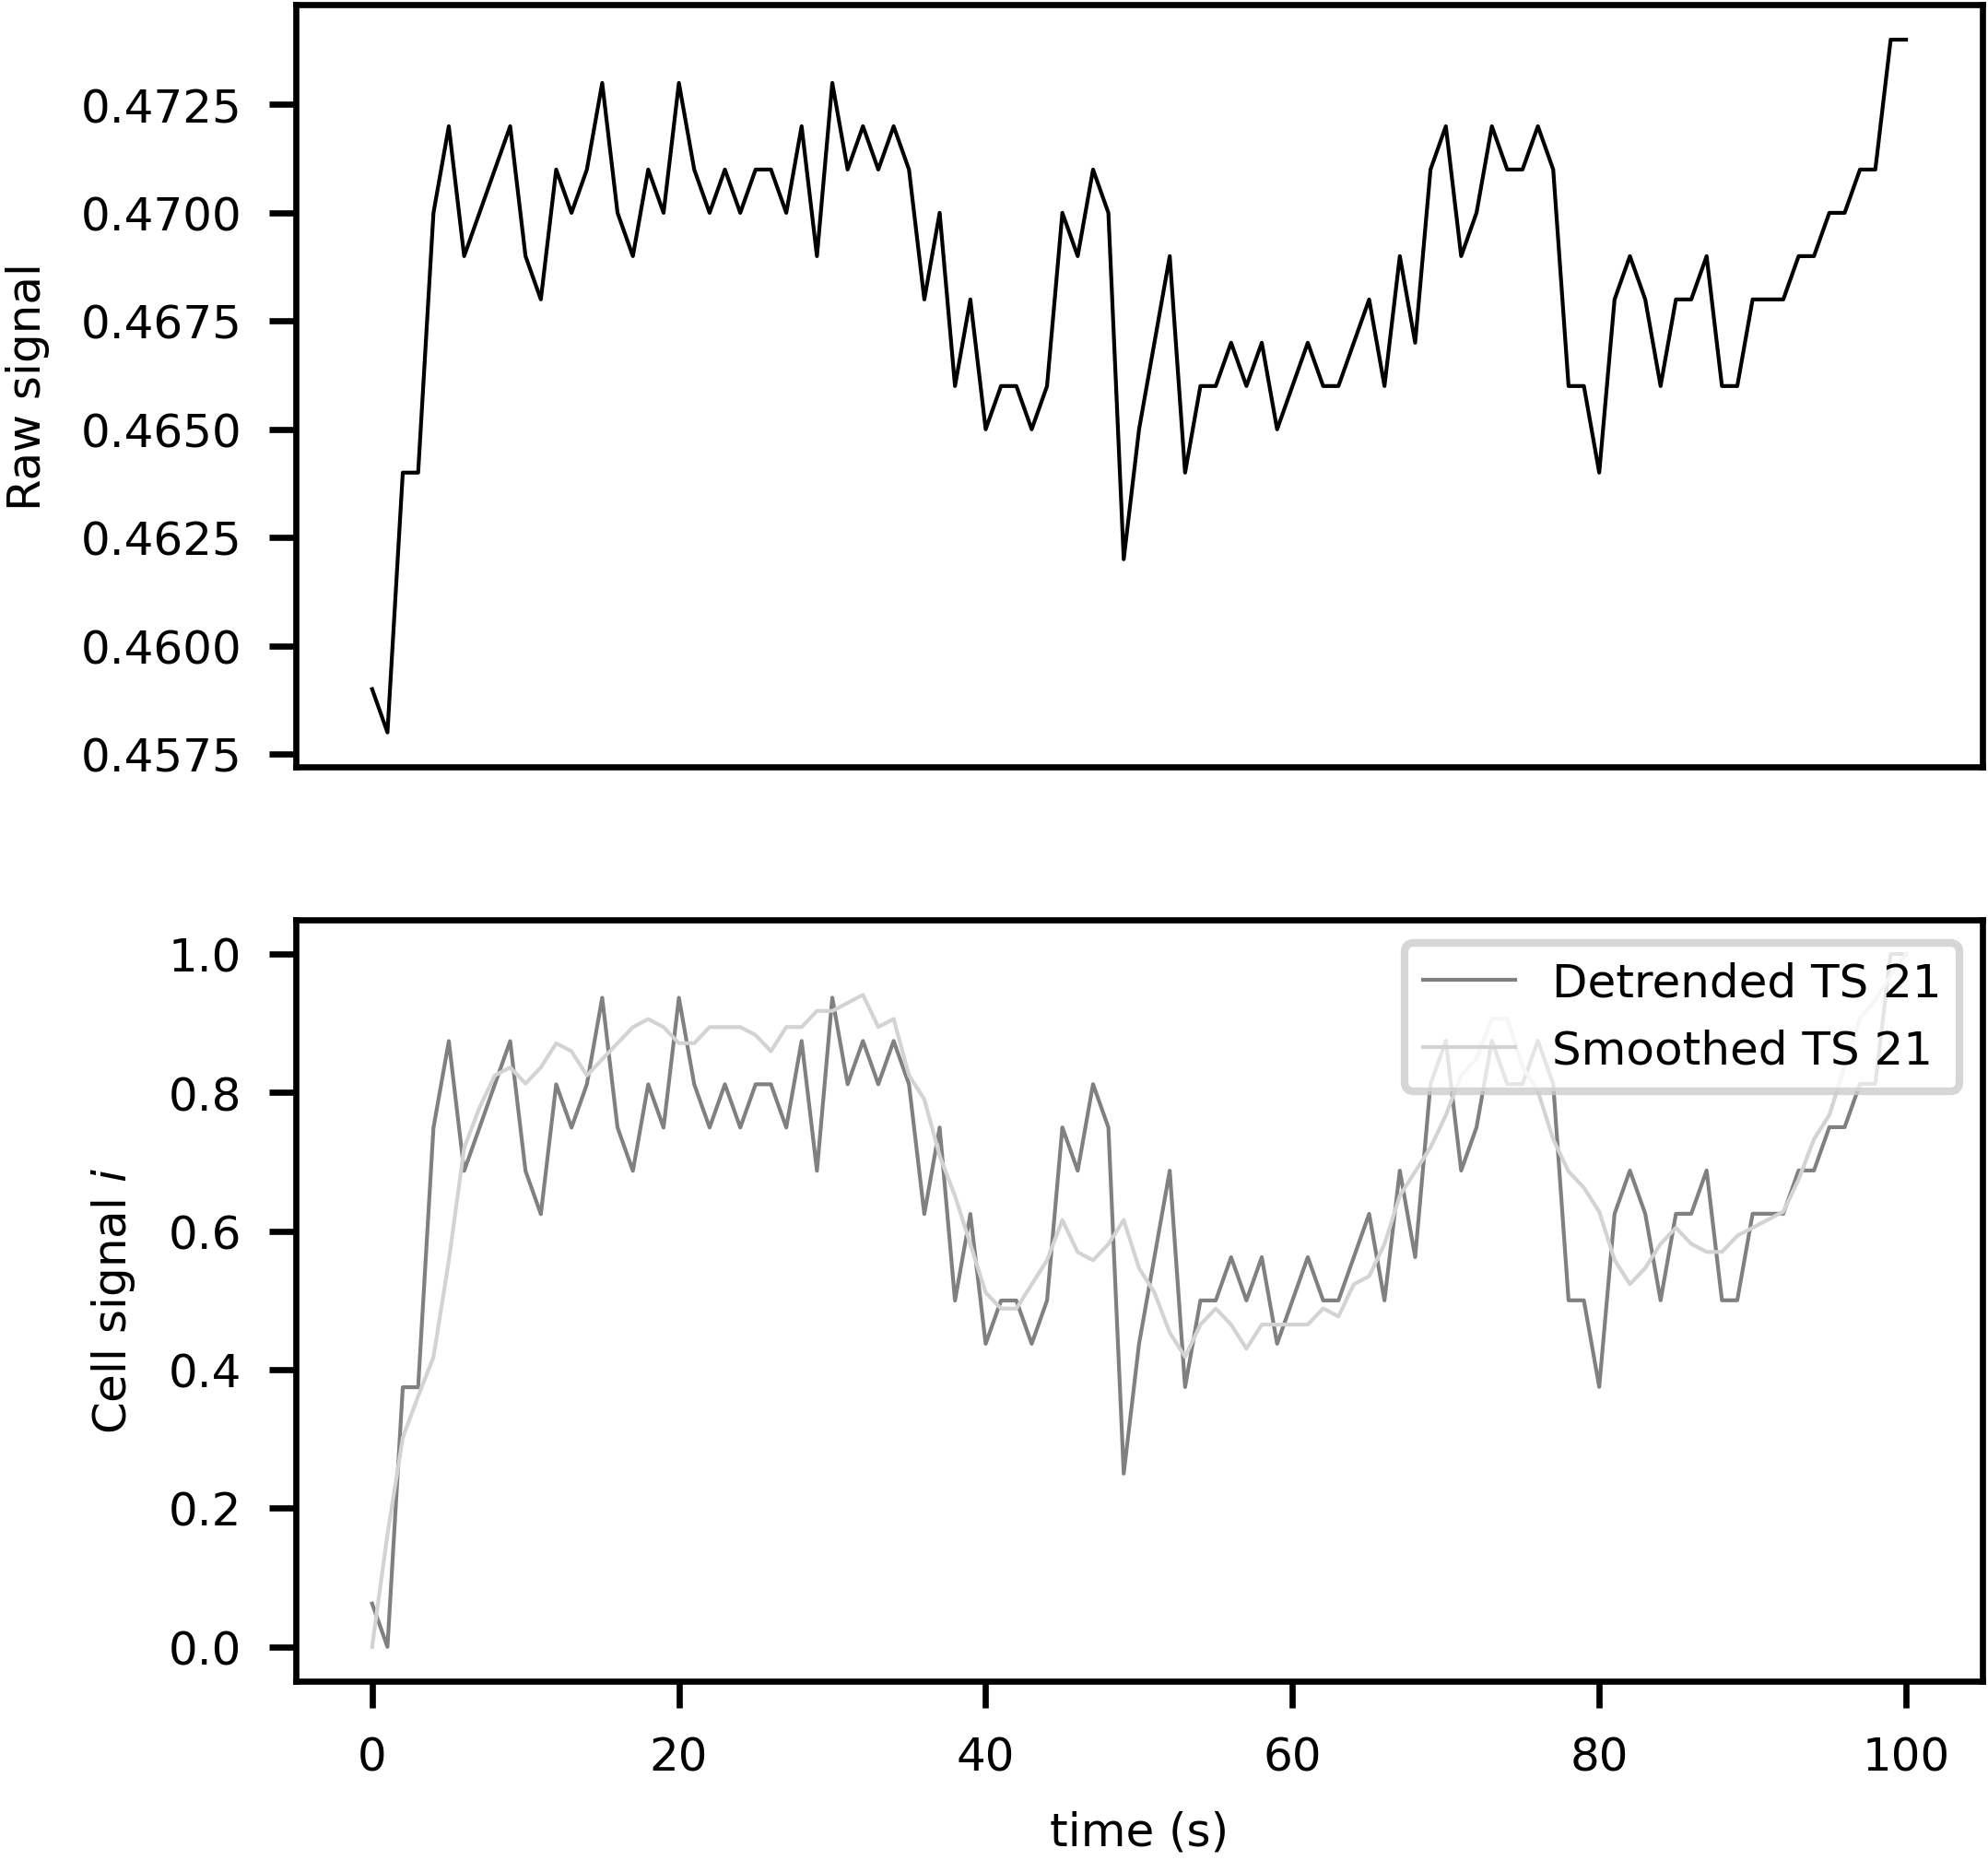 Raw signal
0.4725
0.4700
0.4675
0.4650
0.4625
0.4600
0.4575
Cell signal i
1.0
0.8
0.6
0.4
0.2
0.0
Detrended TS 21
Smoothed TS 21
0 20 40 60 80 100
time (s)